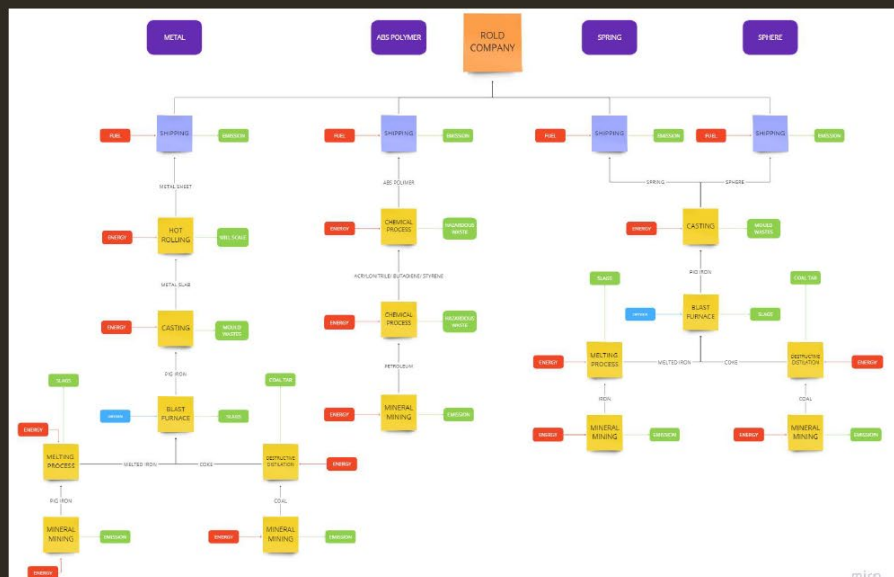 METAL
ABS POLYMER
ROLD
COMPANY
SPRING
SPHERE
FUEL
SHIPPING
EMISSION
FUEL
SHIPPING
EMISSION
FUEL
SHIPPING
EMISSION
FUEL
SHIPPING
EMISSION
METAL SHEET
ABS POLIMER
SPRING
SPHERE
ENERGY
HOT
ROLLING
MILL SCALE
ENERGY
CHEMICAL
PROCESS
HAZARDOUS
WASTE
ENERGY
CASTING
MOULD
WASTES
METAL SLAB
ACRYLONITRILE/ BUTADIENE/ STYRENE
PIG IRON
SLAGS
COAL TAR
ENERGY
CASTING
MOULD
WASTES
ENERGY
CHEMICAL
PROCESS
HAZARDOUS
WASTE
BLAST
FURNACE
SLAGS
PIG IRON
PETROLEUM
ENERGY
MELTING
PROCESS
MELTED IRON
COKE
DESTRUCTIVE
DISTILATION
ENERGY
SLAGS
COAL TAR
IRON
COAL
BLAST
FURNACE
SLAGS
ENERGY
MINERAL
MINING
EMISSION
ENERGY
MINERAL
MINING
EMISSION
ENERGY
MINERAL
MINING
EMISSION
ENERGY
MELTING
PROCESS
MELTED IRON
COKE
DESTRUCTIVE
DISTILATION
ENERGY
PIG IRON
COAL
MINERAL
MINING
EMISSION
ENERGY
MINERAL
MINING
EMISSION
ENERGY
miro